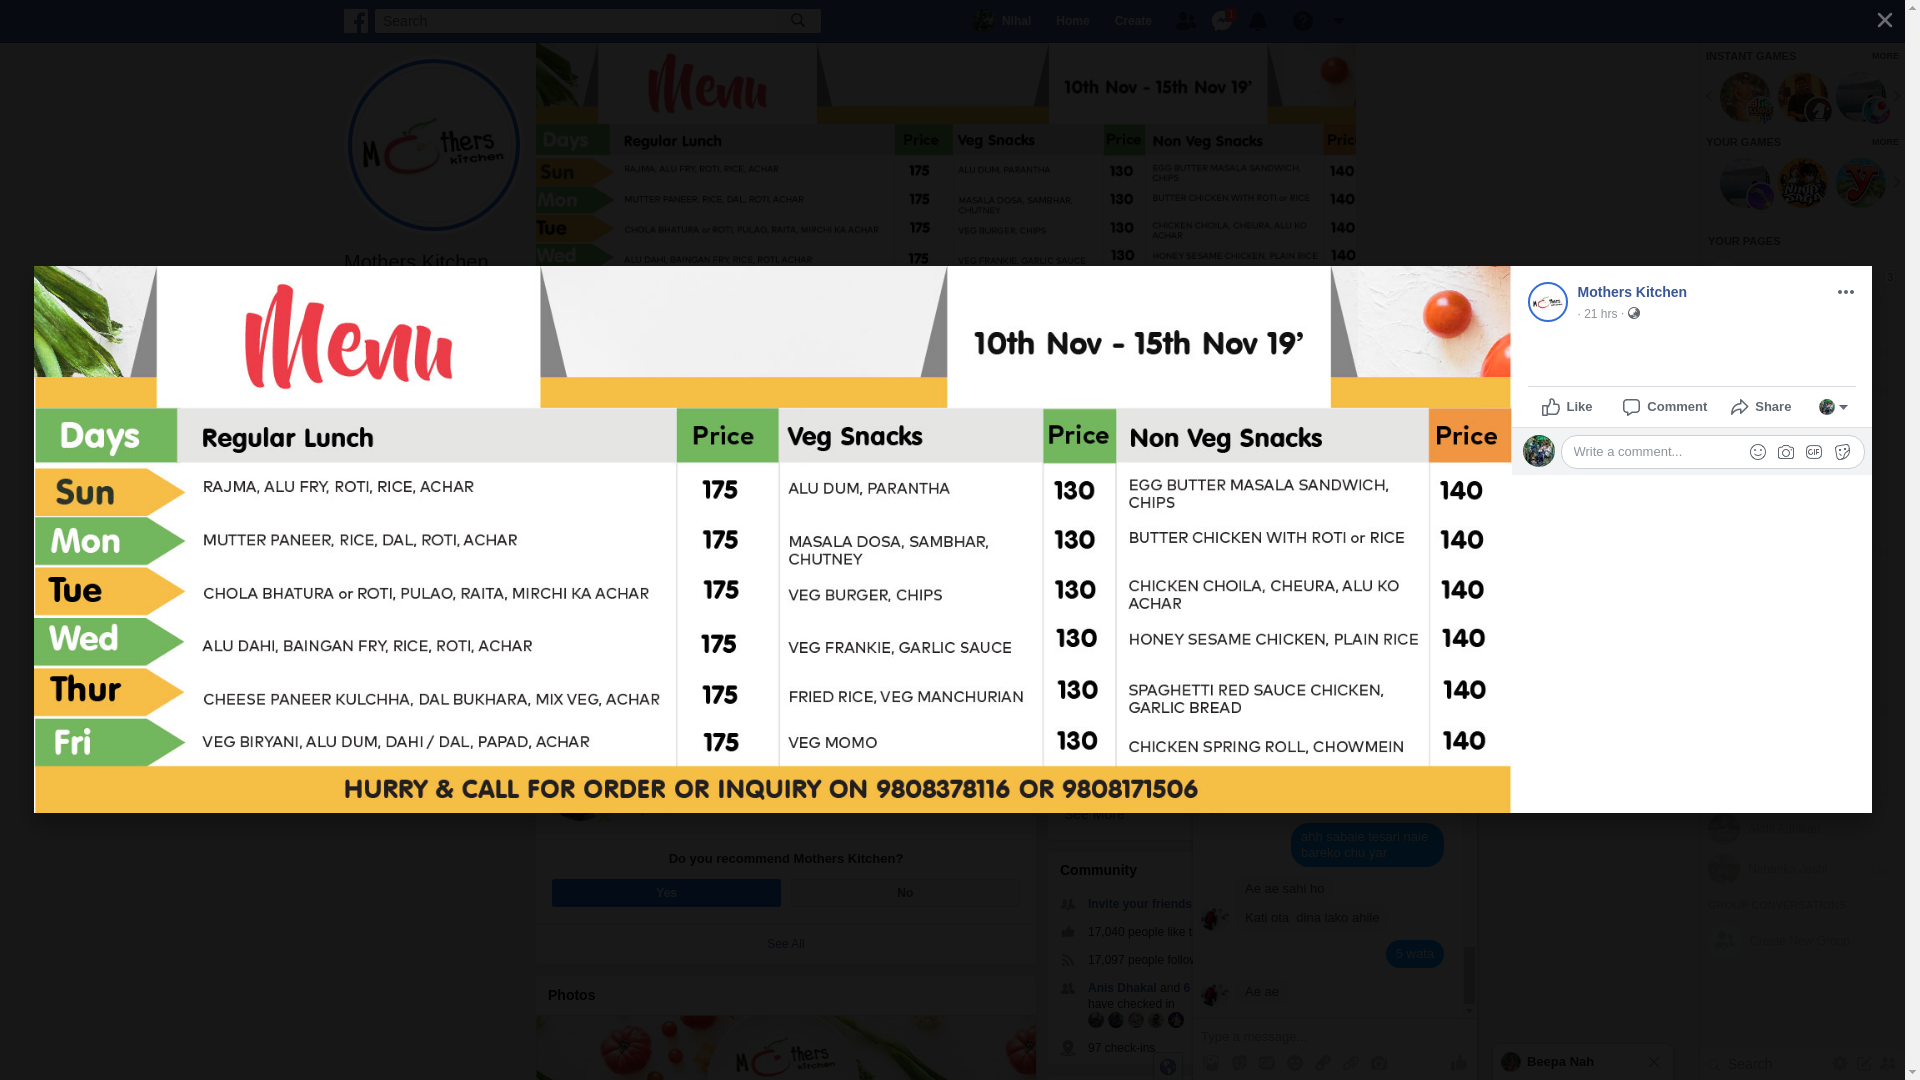 Search
Nihal
Home
Create
INSTANT GAMES
MORE
YOUR GAMES
MORE
YOUR PAGES
Mothers
kitchen
Mothers Kitchen
Menu
10th Nov - 15th Nov 19’
Days Regular Lunch Price Veg Snacks Price Non Veg Snacks Price
Sun RAJMA, ALU FRY, ROTI, RICE, ACHAR 175 ALU DUM, PARANTHA 130 EGG BUTTER MASALA SANDWICH,
CHIPS 140
Mon MUTTER PANEER, RICE, DAL, ROTI, ACHAR 175 MASALA DOSA, SAMBHAR,
CHUTNEY 130 BUTTER CHICKEN WITH ROTI or RICE 140
Tue CHOLA BHATURA or ROTI, PULAO, RAITA, MIRCHI KA ACHAR 175 VEG BURGER, CHIPS 130 CHICKEN CHOILA, CHEURA, ALU KO
ACHAR 140
Wed ALU DAHI, BAINGAN FRY, RICE, ROTI, ACHAR 175 VEG FRANKIE, GARLIC SAUCE 130 HONEY SESAME CHICKEN, PLAIN RICE 140
Thur CHEESE PANEER KULCHHA, DAL BUKHARA, MIX VEG, ACHAR 175 FRIED RICE, VEG MANCHURIAN 130 SPAGHETTI RED SAUCE CHICKEN,
GARLIC BREAD 140
Fri VEG BIRYANI, ALU DUM, DAHI / DAL, PAPAD, ACHAR 175 VEG MOMO 130 CHICKEN SPRING ROLL, CHOWMEIN 140
HURRY & CALL FOR ORDER OR INQUIRY ON 9808378116 OR 9808171506
Mothers Kitchen
· 21 hrs ·
Like
Comment
Share
Write a comment...
GIF
See More
Do you recommend Mothers Kitchen?
Yes
No
See All
Photos
Community
Invite your friends
17,040 people like t
17,097 people follo
Anis Dhakal and 6
have checked in
97 check-ins
abh sabaie tesari nale
bareko chu yar
Ae ae sahi ho
Kati ota dina lako ahile
5 wata
Ae ae
Type a message...
Beepa Nah
Search